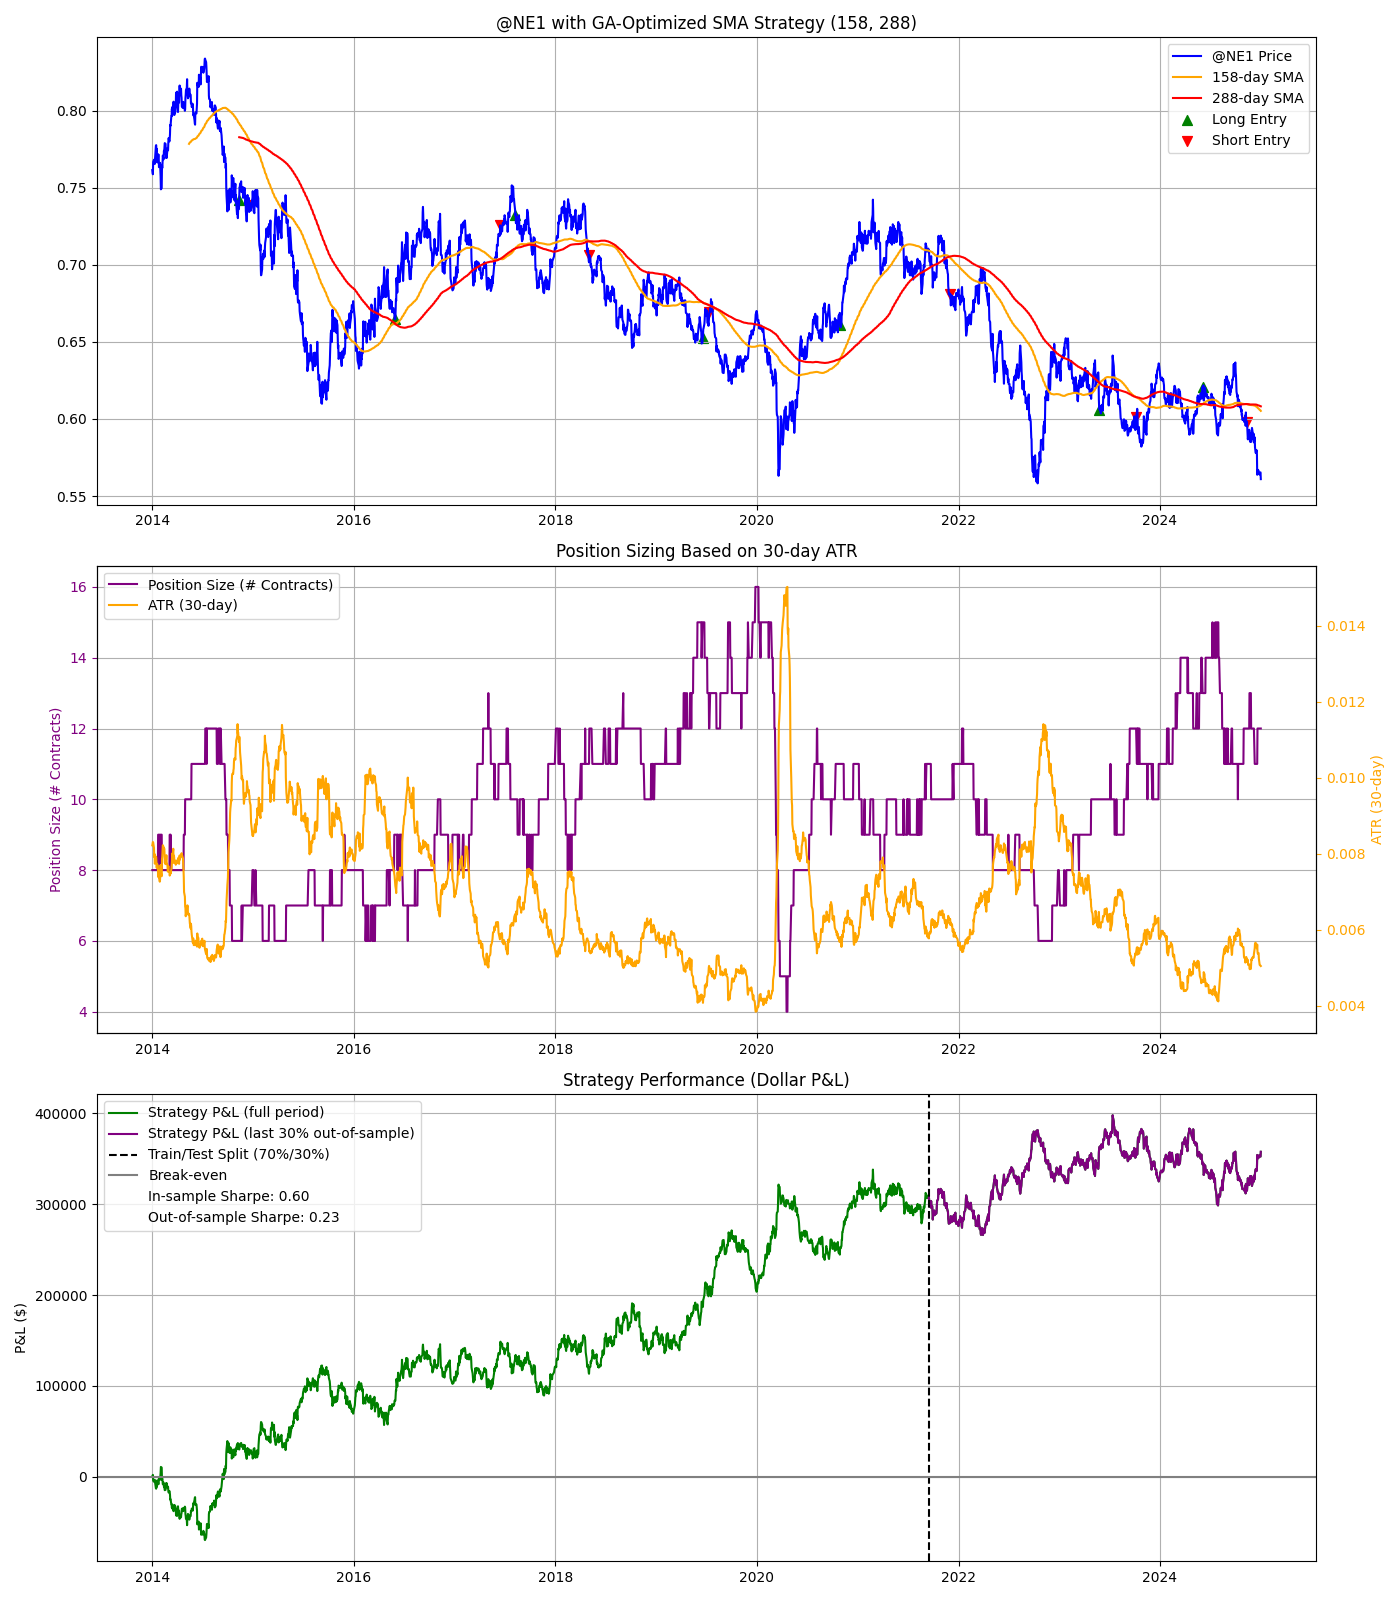 @NE1 with GA-Optimized SMA Strategy (158, 288)
@NE1 Price
158-day SMA
288-day SMA
Long Entry
Short Entry
0.80
0.75
0.70
0.65
0.60
0.55
2014 2016 2018 2020 2022 2024
Position Sizing Based on 30-day ATR
Position Size (# Contracts)
ATR (30-day)
Position Size (# Contracts)
16
14
12
10
8
6
4
0.014
0.012
0.010
0.008
0.006
0.004
ATR (30-day)
2014 2016 2018 2020 2022 2024
Strategy Performance (Dollar P&L)
Strategy P&L (full period)
Strategy P&L (last 30% out-of-sample)
Train/Test Split (70%/30%)
Break-even
In-sample Sharpe: 0.60
Out-of-sample Sharpe: 0.23
P&L ($)
400000
300000
200000
100000
0
2014 2016 2018 2020 2022 2024